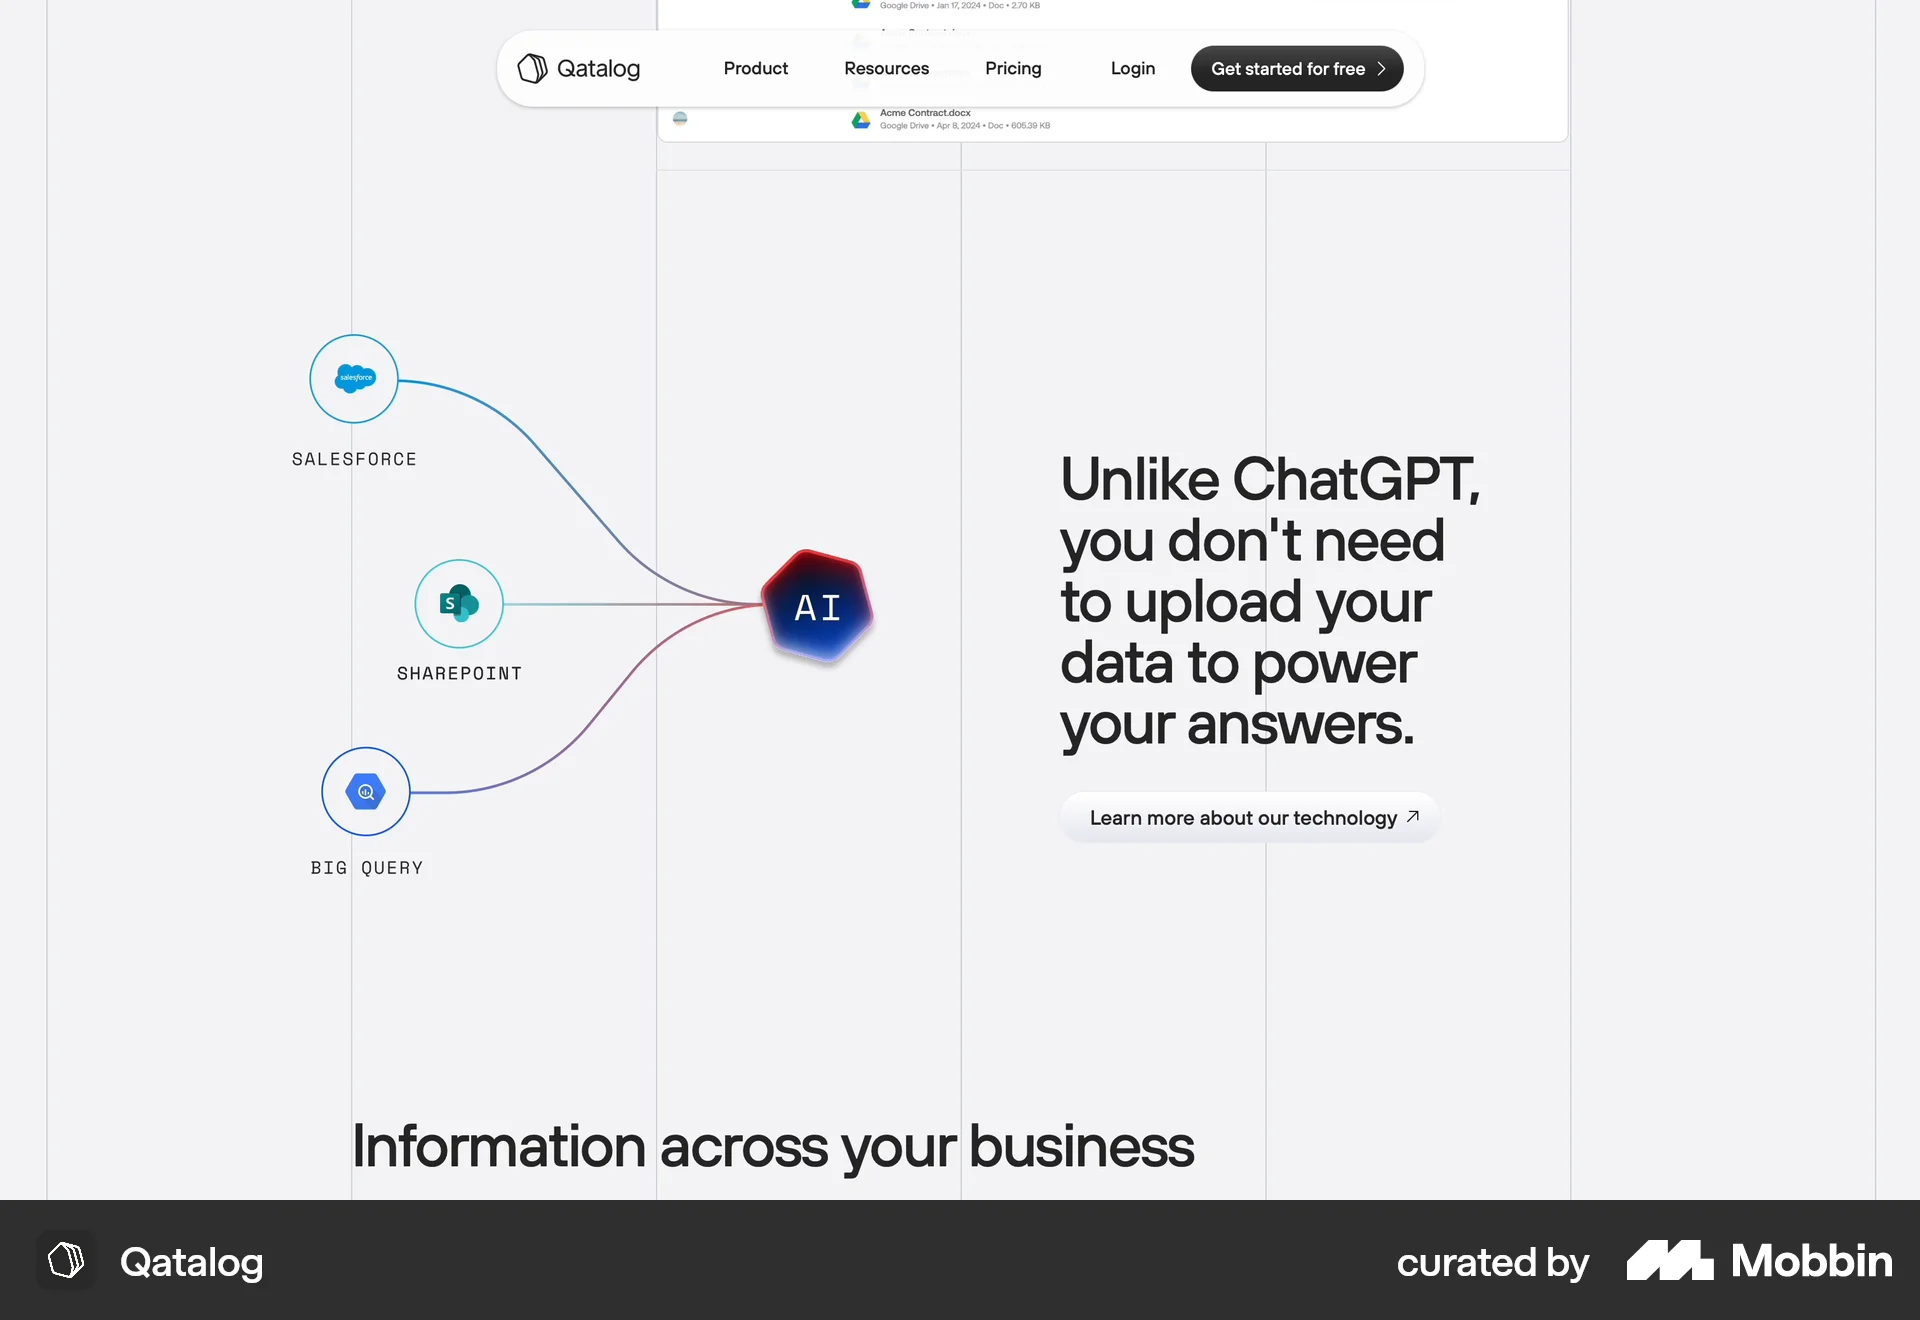 Google Drive • Jan 17, 2024 • Doc • 2.70 KB
Qatalog
Product
Resources
Pricing
Login
Get started for free
Acme Contract.docx
Google Drive • Apr 8, 2024 • Doc • 605.39 KB
salesforce
SALESFORCE
S
SHAREPOINT
BIG QUERY
AI
Unlike ChatGPT,
you don't need
to upload your
data to power
your answers.
Learn more about our technology
Information across your business
Qatalog
curated by
Mobbin